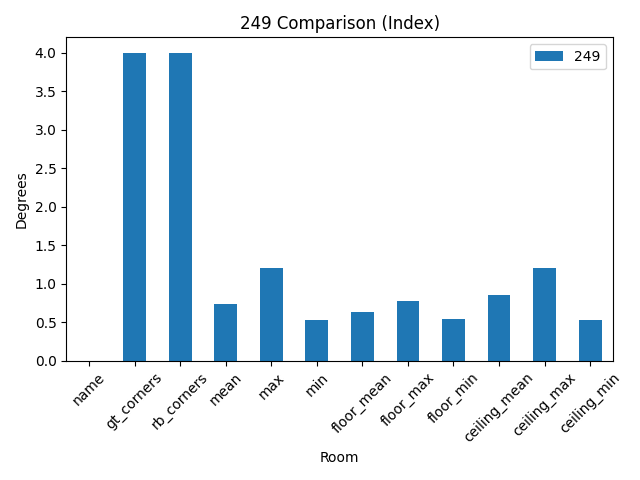 249 Comparison (Index)
249
Degrees
4.0
3.5
3.0
2.5
2.0
1.5
1.0
0.5
0.0
name
gt_corners
rb_corners
mean
max
min
floor_mean
floor_max
floor_min
ceiling_mean
ceiling_max
ceiling_min
Room